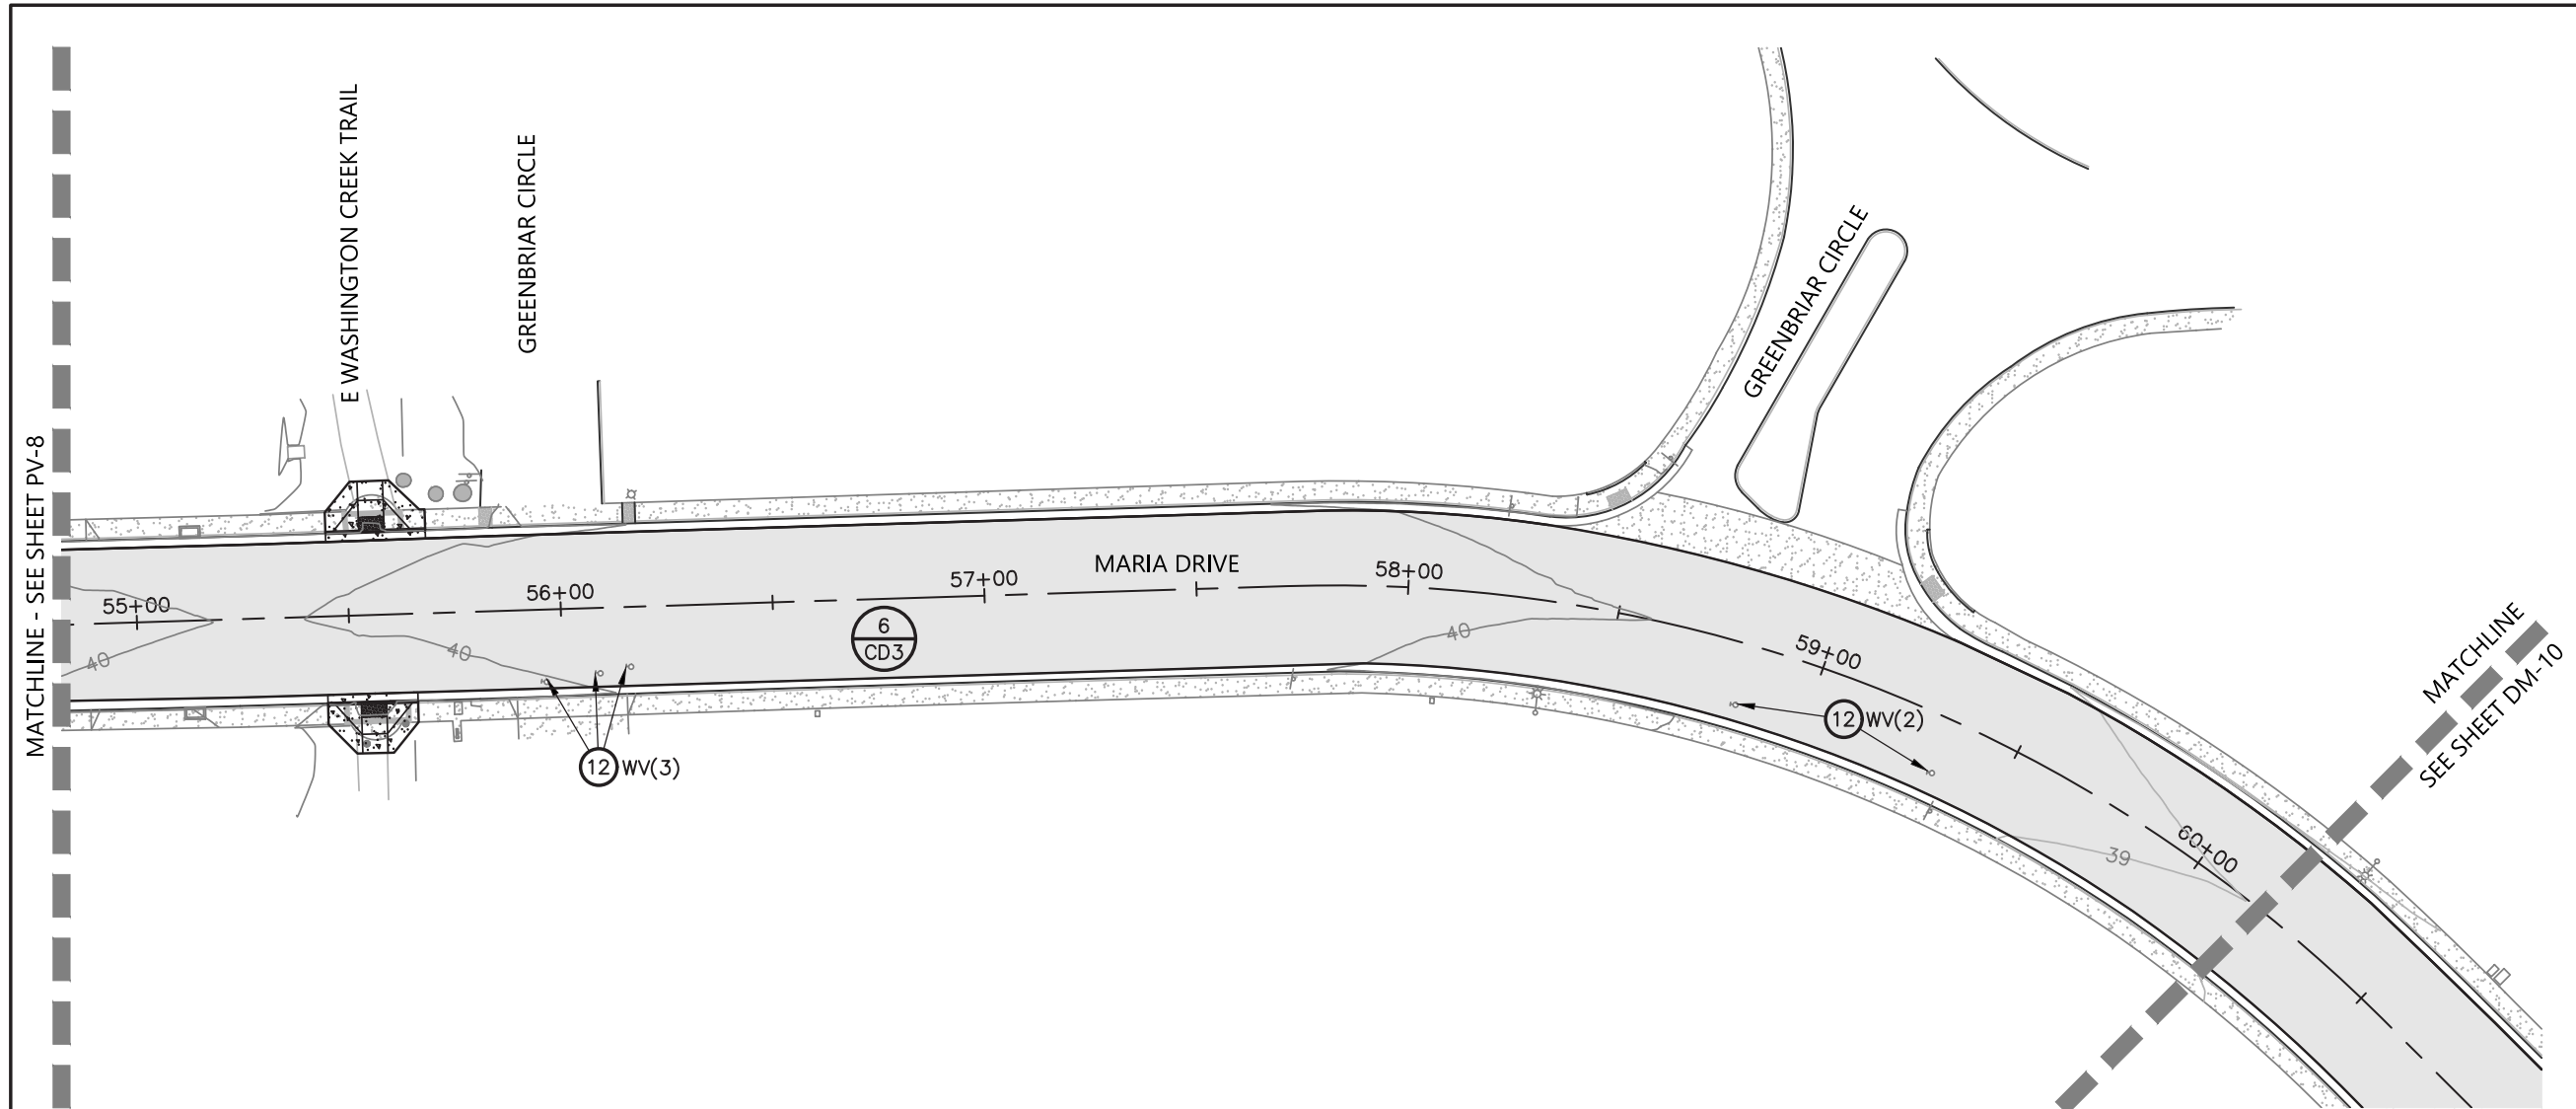 E WASHINGTON CREEK TRAIL
GREENBRIAR CIRCLE
GREENBRIAR CIRCLE
MATCHLINE - SEE SHEET PV-8
MARIA DRIVE
55+00
56+00
57+00
58+00
59+00
60+00
40
40
40
39
6
CD3
12 WV(3)
12 WV(2)
MATCHLINE
SEE SHEET DM-10